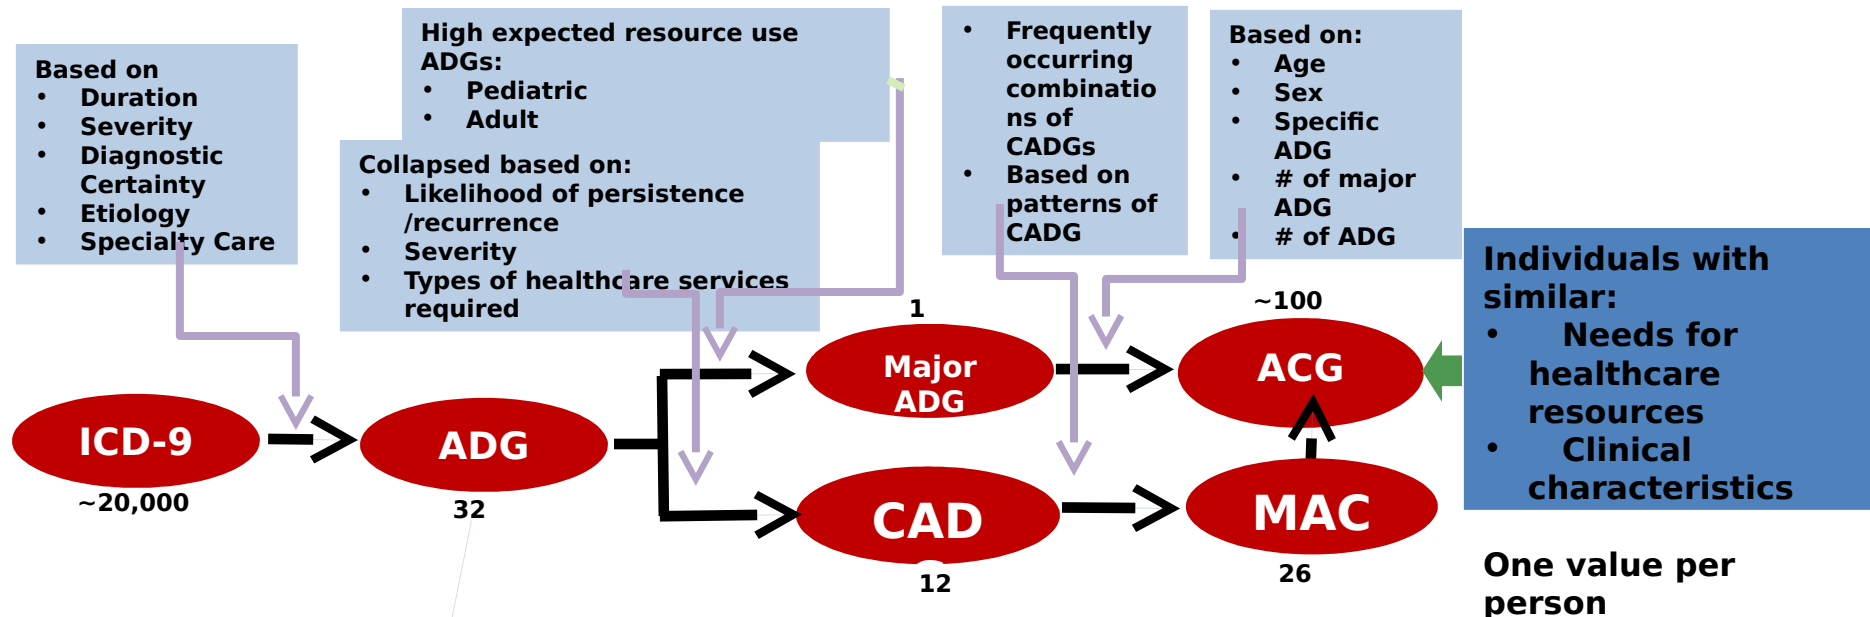 Based on
• Duration
• Severity
• Diagnostic
Certainty
• Etiology
• Specialty Care
High expected resource use
ADGs:
• Pediatric
• Adult
Collapsed based on:
• Likelihood of persistence
/recurrence
• Severity
• Types of healthcare services
required
• Frequently
occurring
combinatio
ns of
CADGs
• Based on
patterns of
CADG
Based on:
• Age
• Sex
• Specific
ADG
• # of major
ADG
• # of ADG
Individuals with
similar:
• Needs for
healthcare
resources
• Clinical
characteristics
One value per
person
ICD-9
~20,000
ADG
32
1
Major
ADG
CAD
12
~100
ACG
MAC
26